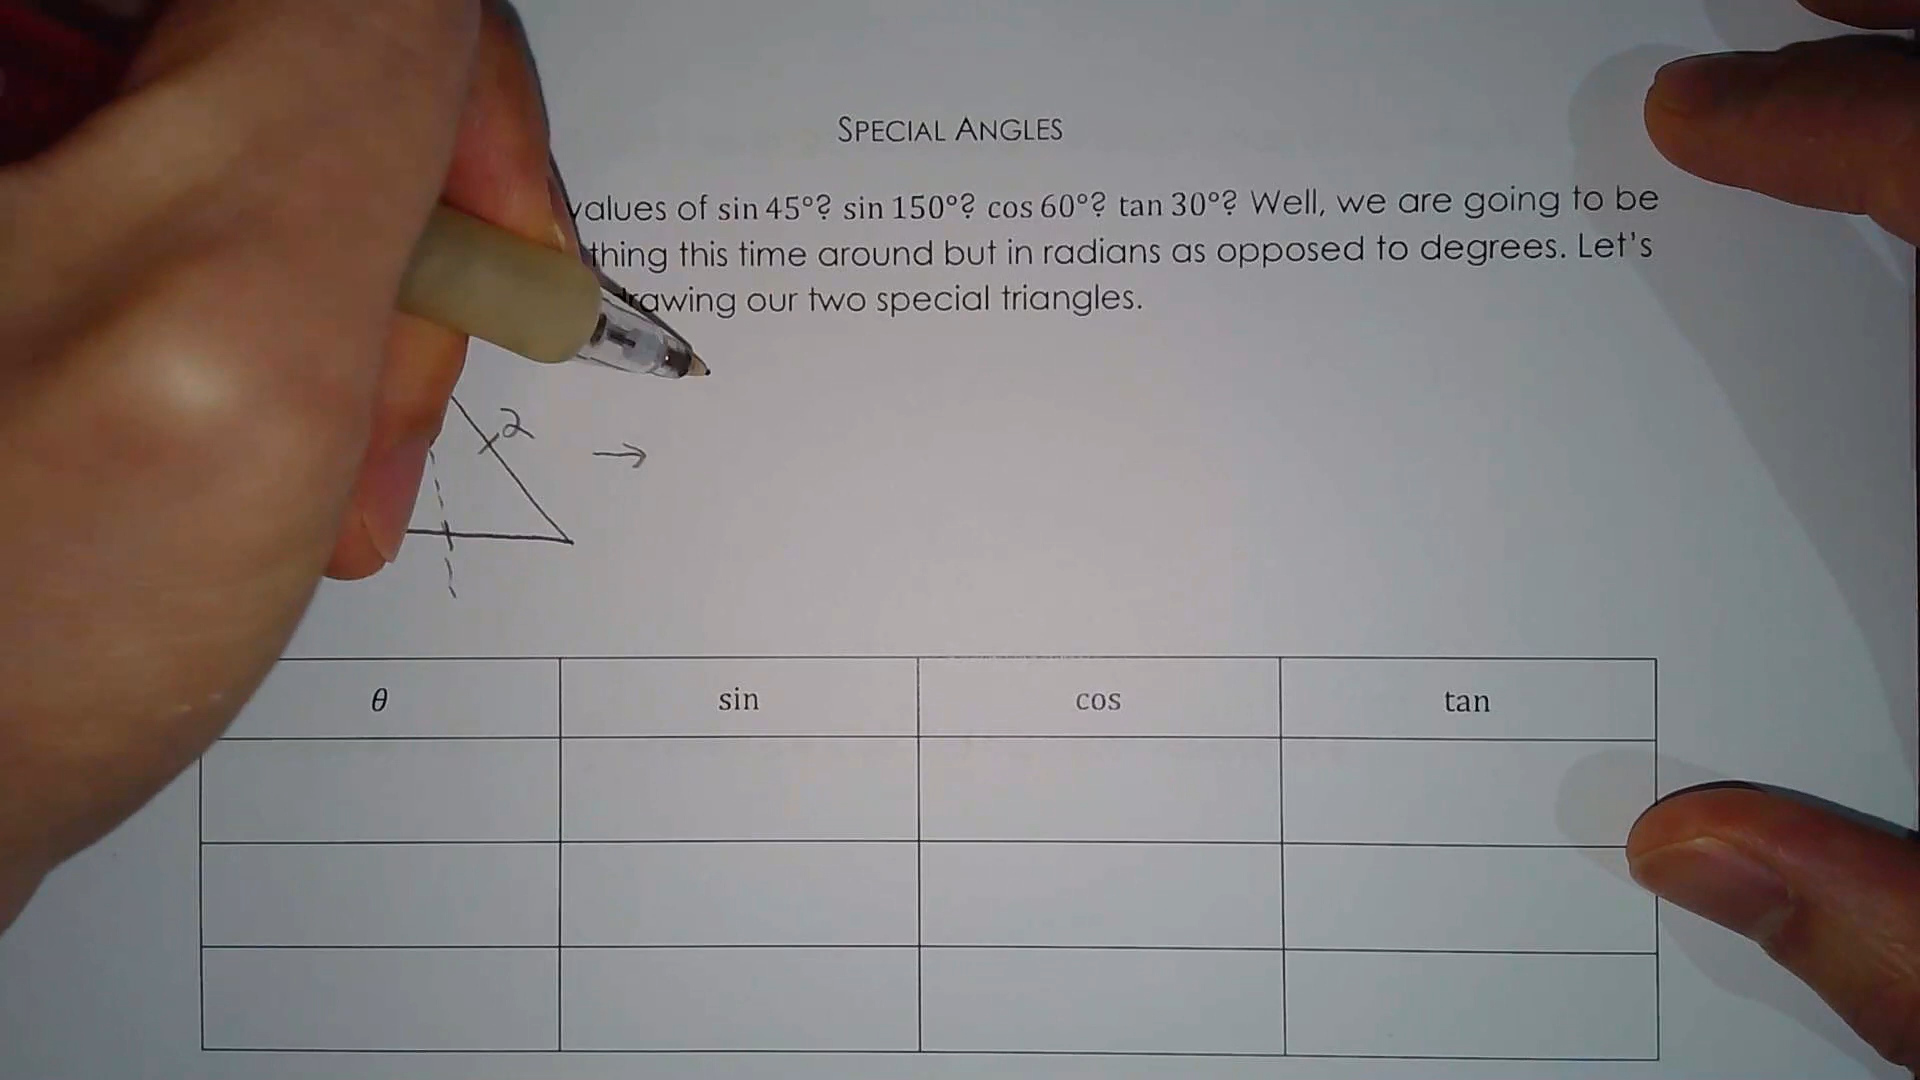 SPECIAL ANGLES
values of sin 45°? sin 150°? cos 60°? tan 30°? Well, we are going to be
thing this time around but in radians as opposed to degrees. Let's
drawing our two special triangles.
2
→
θ sin cos tan